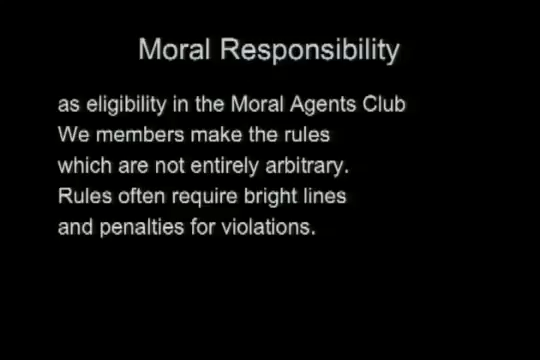 Moral Responsibility
as eligibility in the Moral Agents Club
We members make the rules
which are not entirely arbitrary.
Rules often require bright lines
and penalties for violations.